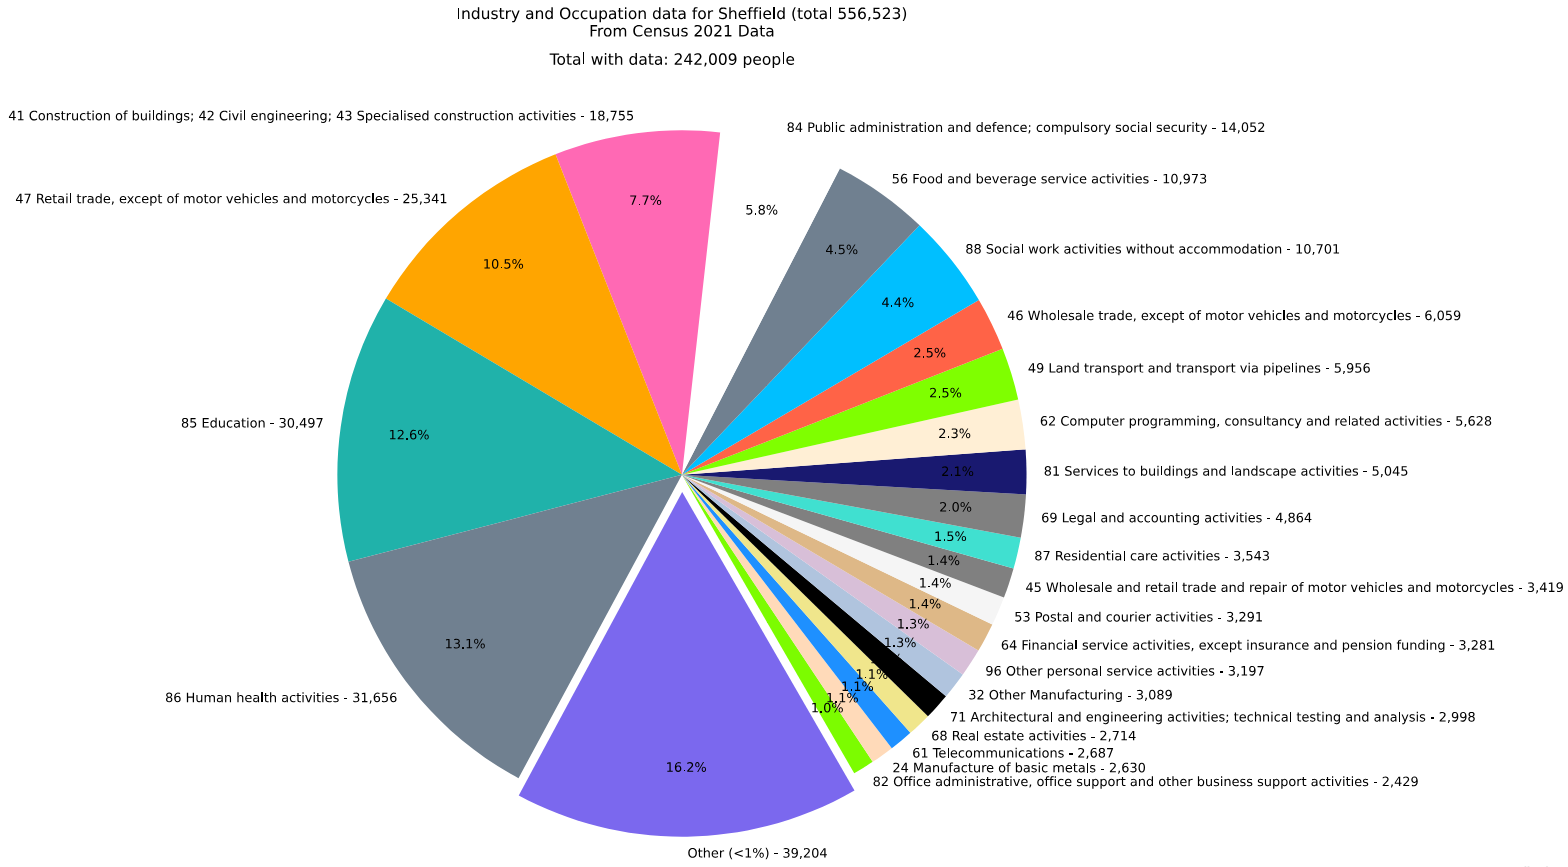 Industry and Occupation data for Sheffield (total 556,523)
From Census 2021 Data
Total with data: 242,009 people
41 Construction of buildings; 42 Civil engineering; 43 Specialised construction activities - 18,755
84 Public administration and defence; compulsory social security - 14,052
56 Food and beverage service activities - 10,973
47 Retail trade, except of motor vehicles and motorcycles - 25,341
7.7%
5.8%
4.5%
88 Social work activities without accommodation - 10,701
10.5%
4.4%
46 Wholesale trade, except of motor vehicles and motorcycles - 6,059
2.5%
49 Land transport and transport via pipelines - 5,956
2.5%
85 Education - 30,497
12.6%
2.3%
62 Computer programming, consultancy and related activities - 5,628
2.1%
81 Services to buildings and landscape activities - 5,045
2.0%
69 Legal and accounting activities - 4,864
1.5%
87 Residential care activities - 3,543
1.4%
45 Wholesale and retail trade and repair of motor vehicles and motorcycles - 3,419
1.4%
53 Postal and courier activities - 3,291
1.4%
64 Financial service activities, except insurance and pension funding - 3,281
1.3%
96 Other personal service activities - 3,197
1.3%
32 Other Manufacturing - 3,089
71 Architectural and engineering activities; technical testing and analysis - 2,998
1.1%
68 Real estate activities - 2,714
1.1%
61 Telecommunications - 2,687
1.1%
24 Manufacture of basic metals - 2,630
1.0%
82 Office administrative, office support and other business support activities - 2,429
13.1%
86 Human health activities - 31,656
16.2%
Other (<1%) - 39,204